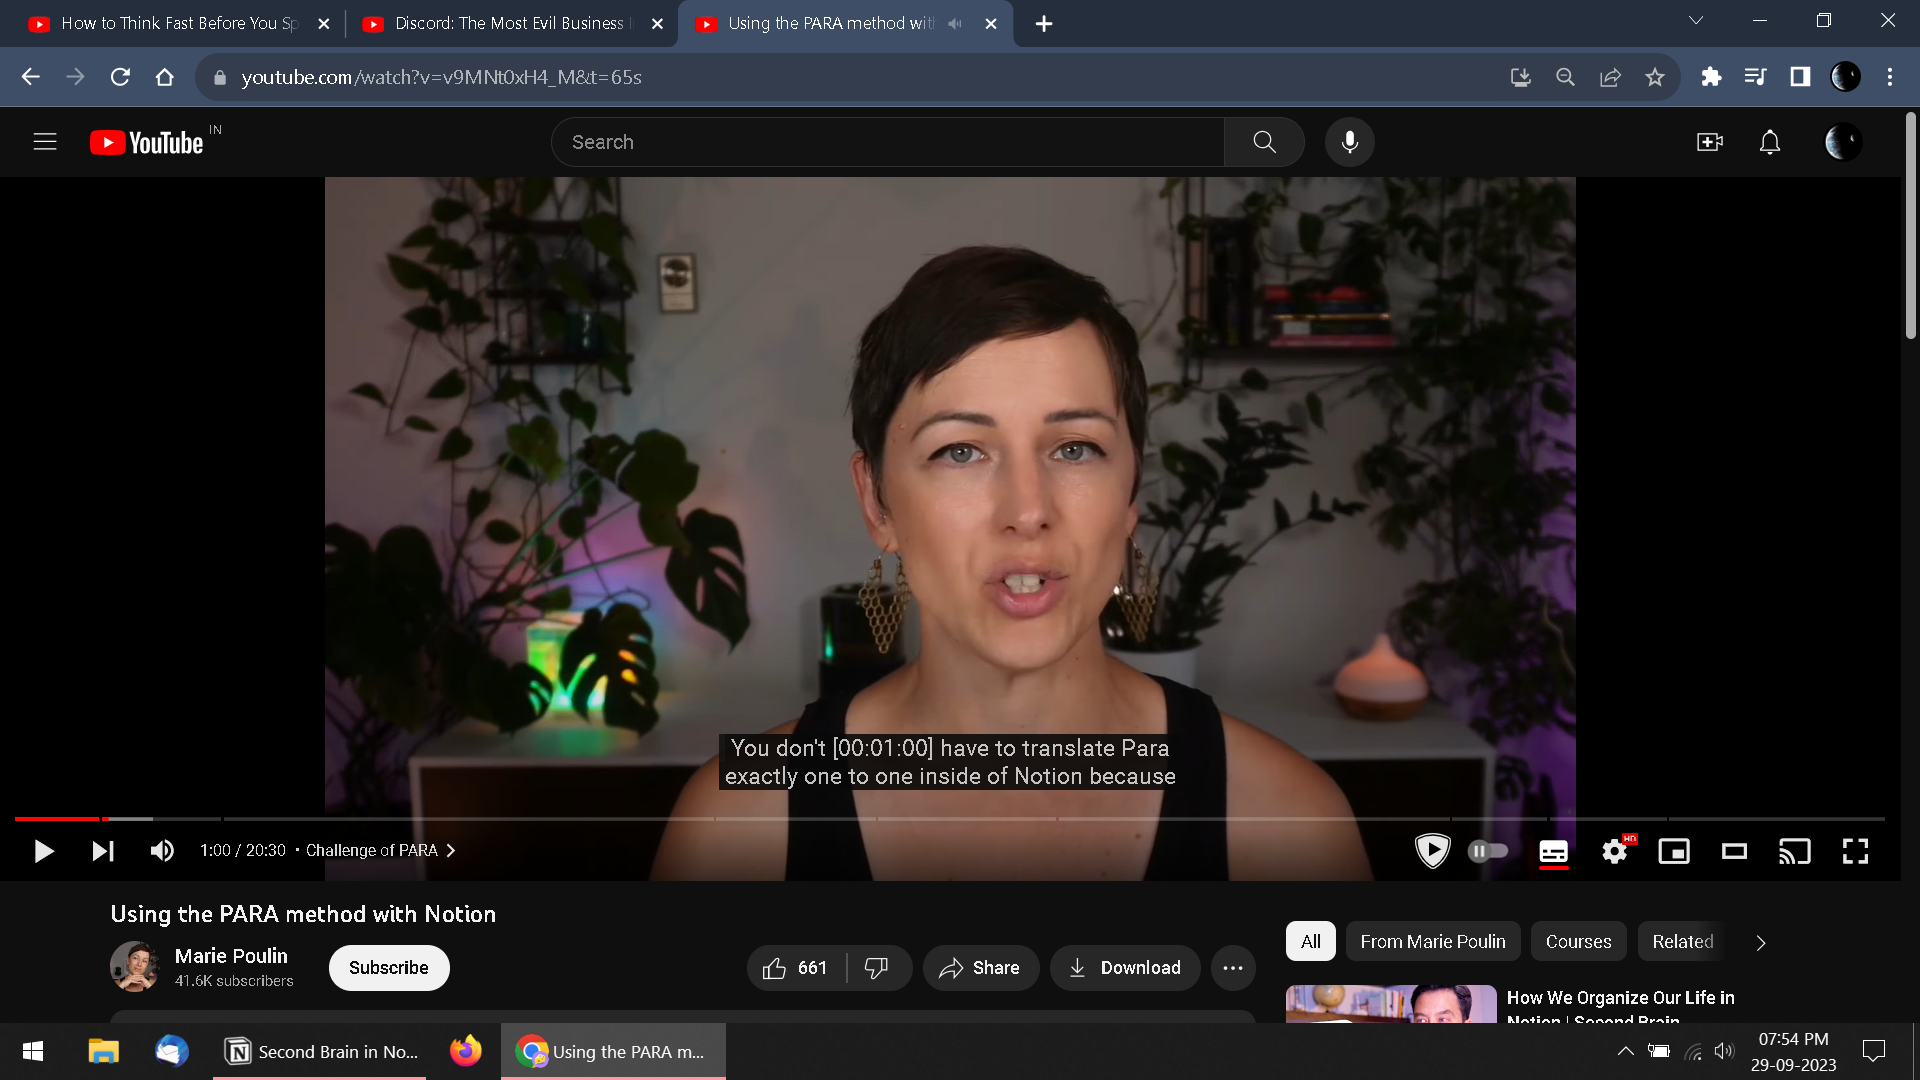 How to Think Fast Before You Sp
Discord: The Most Evil Business
Using the PARA method wit
youtube.com/watch?v=v9MNt0xH4_M&t=65s
YouTube IN
Search
You don't [00:01:00] have to translate Para
exactly one to one inside of Notion because
1:00 / 20:30 • Challenge of PARA
HD
Using the PARA method with Notion
Marie Poulin
41.6K subscribers
Subscribe
661
Share
Download
All
From Marie Poulin
Courses
Related
How We Organize Our Life in
Notion | Second Brain
Second Brain in No...
Using the PARA m...
07:54 PM
29-09-2023